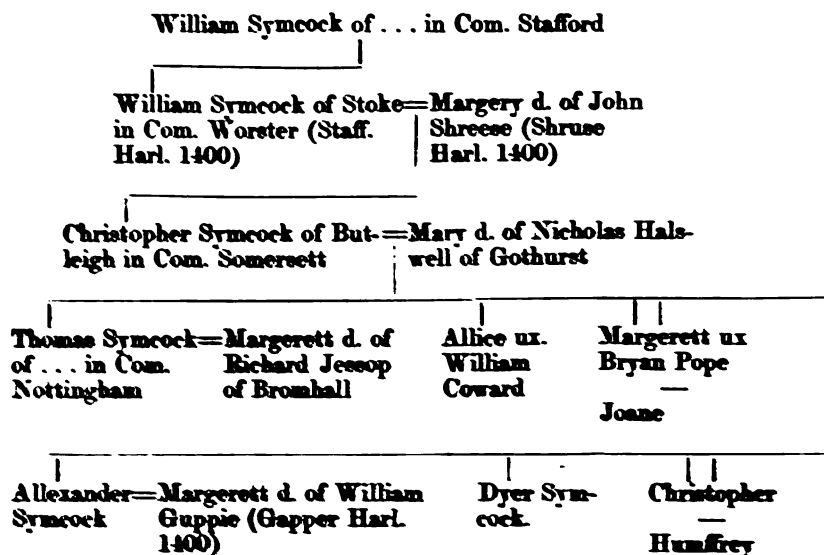 William Symcock of ... in Com. Stafford
William Symcock of Stoke=Margery d. of John
in Com. Worster (Staff. Shreese (Shruse
Harl. 1400) Harl. 1400)
Christopher Symcock of But-=Mary d. of Nicholas Hals-
leigh in Com. Somersett well of Gothurst
Thomas Symcock=Margerett d. of Allice ux. Margerett ux
of ... in Com. Richard Jessop William Bryan Pope
Nottingham of Bromhall Coward —
Joane
Allexander=Margerett d. of William Dyer Sym- Christopher
Symcock Guppie (Gapper Harl. cock. —
1400) Humffrey